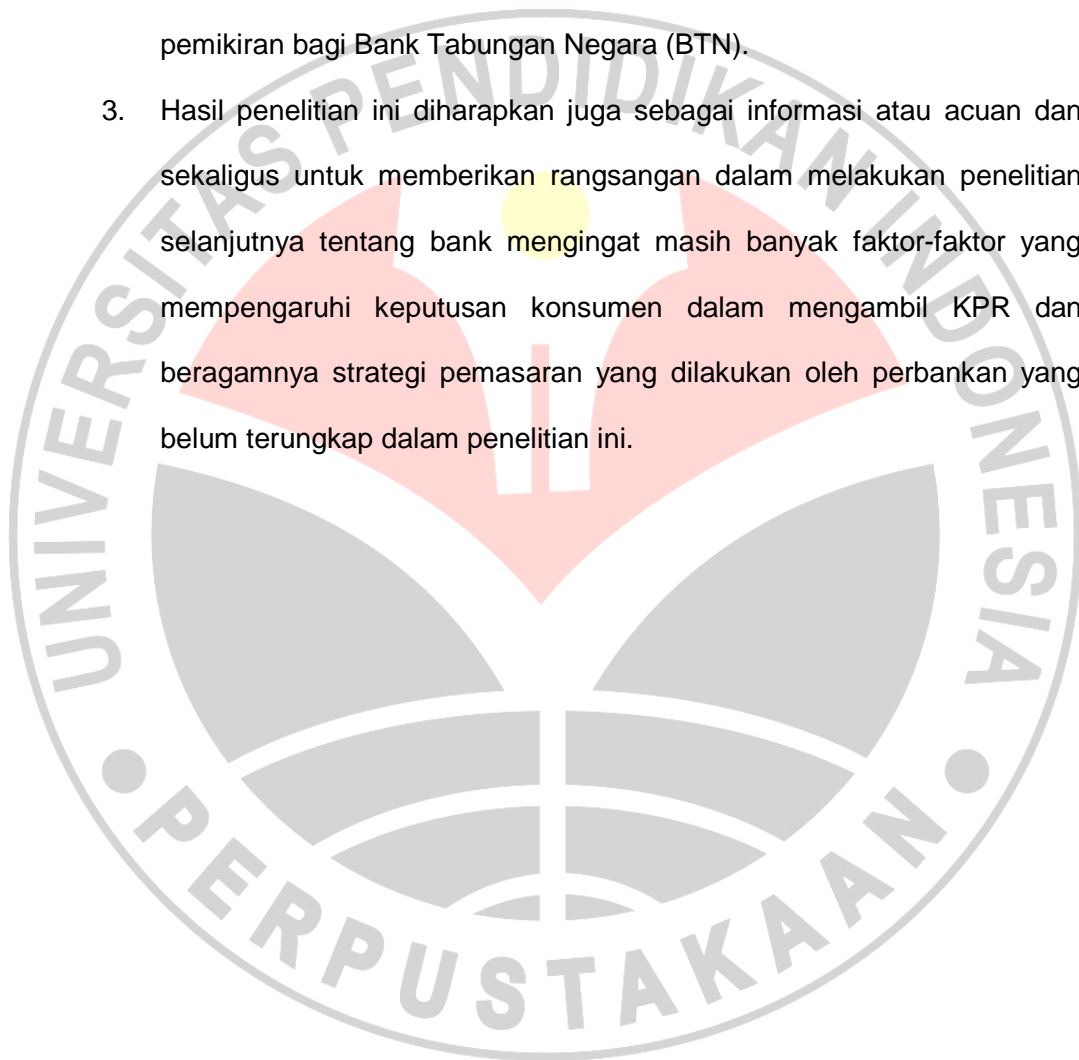 pemikiran bagi Bank Tabungan Negara (BTN).
3. Hasil penelitian ini diharapkan juga sebagai informasi atau acuan dan
sekaligus untuk memberikan rangsangan dalam melakukan penelitian
selanjutnya tentang bank mengingat masih banyak faktor-faktor yang
mempengaruhi keputusan konsumen dalam mengambil KPR dan
beragamnya strategi pemasaran yang dilakukan oleh perbankan yang
belum terungkap dalam penelitian ini.
UNIVERSITAS PENDIDIKAN INDONESIA
PERPUSTAKAAN